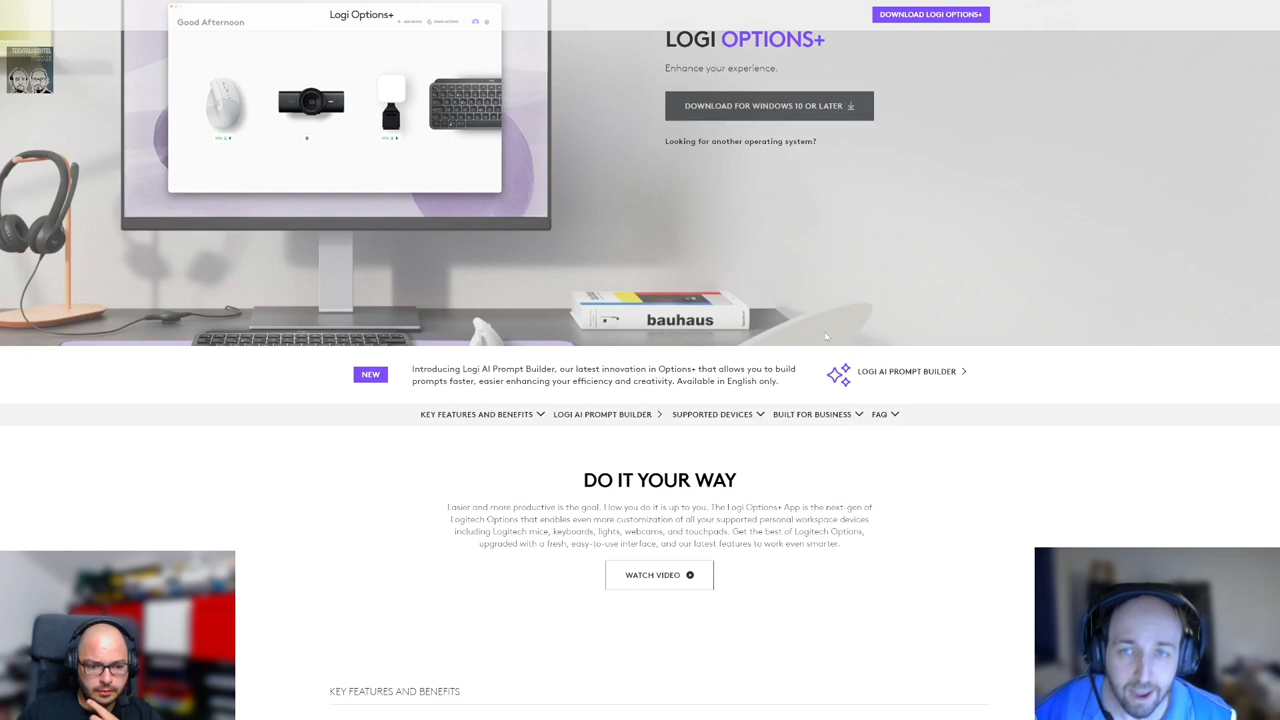 Logi Options+
DOWNLOAD LOGI OPTIONS+
Good Afternoon
LOGI OPTIONS+
Enhance your experience.
DOWNLOAD FOR WINDOWS 10 OR LATER
Looking for another operating system?
bauhaus
NEW
Introducing Logi AI Prompt Builder, our latest innovation in Options+ that allows you to build
prompts faster, easier enhancing your efficiency and creativity. Available in English only.
LOGI AI PROMPT BUILDER
KEY FEATURES AND BENEFITS LOGI AI PROMPT BUILDER SUPPORTED DEVICES BUILT FOR BUSINESS FAQ
DO IT YOUR WAY
Easier and more productive is the goal. How you do it is up to you. The Logi Options+ App is the next-gen of
Logitech Options that enables even more customization of all your supported personal workspace devices
including Logitech mice, keyboards, lights, webcams, and touchpads. Get the best of Logitech Options,
upgraded with a fresh, easy-to-use interface, and our latest features to work even smarter.
WATCH VIDEO
KEY FEATURES AND BENEFITS